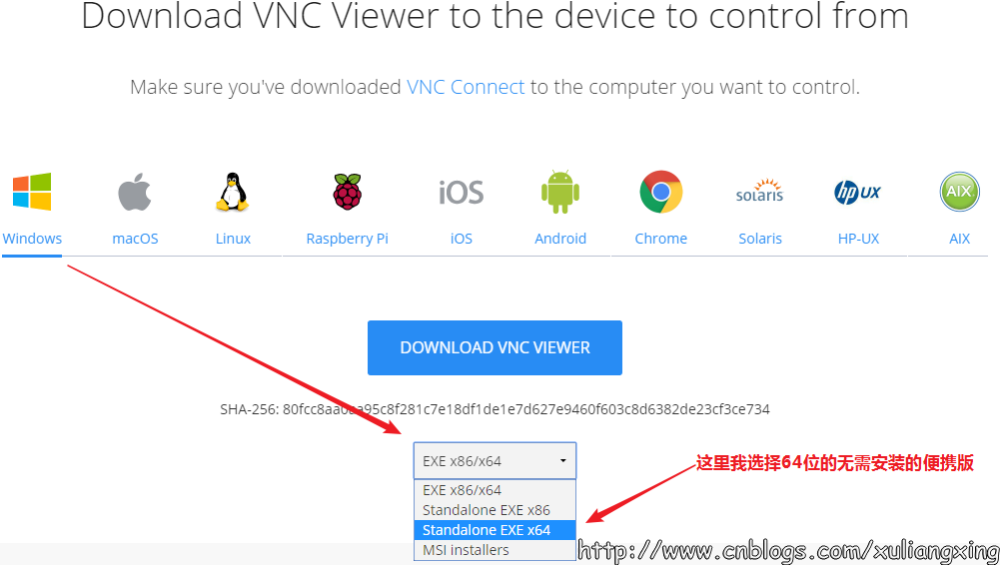 Download VNC Viewer to the device to control from
Make sure you've downloaded VNC Connect to the computer you want to control.
iOS solaris hp UX AIX
Windows macOS Linux Raspberry Pi iOS Android Chrome Solaris HP-UX AIX
DOWNLOAD VNC VIEWER
SHA-256: 80fcc8aa0aa95c8f281c7e18df1de1e7d627e9460f603c8d6382de23cf3ce734
EXE x86/x64
这里我选择64位的无需安装的便携版
EXE x86/x64
Standalone EXE x86
Standalone EXE x64
MSI installers
http://www.cnblogs.com/xuliangxing